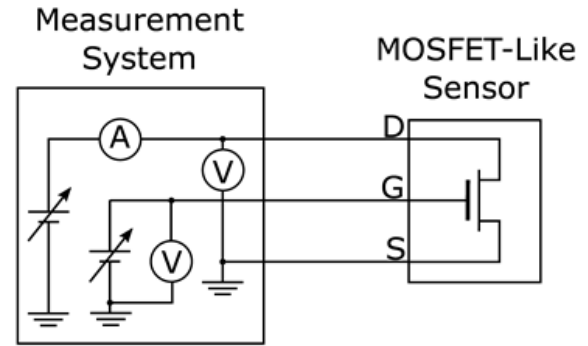 Measurement
System
MOSFET-Like
Sensor
A
D
V
G
V
S